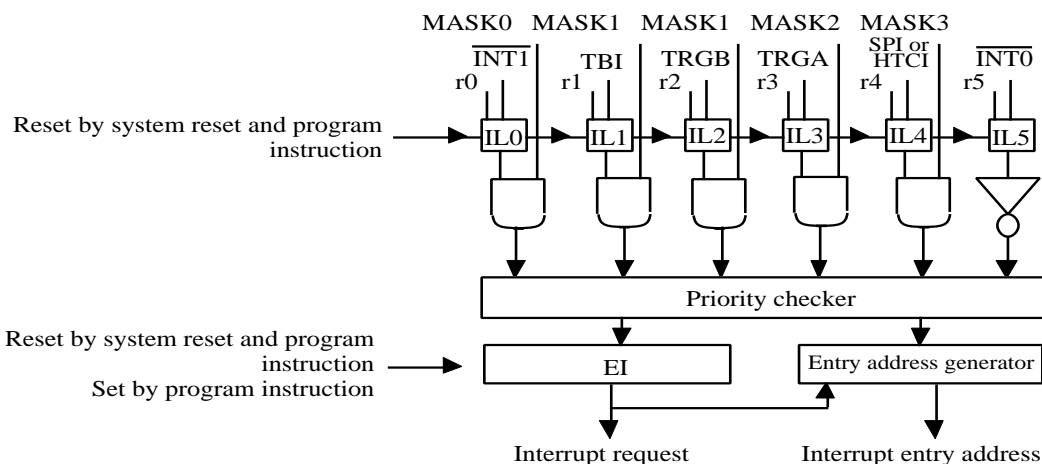 MASK0 MASK1 MASK1 MASK2 MASK3
INT1 TBI TRGB TRGA SPI or HTCI INT0
r0 r1 r2 r3 r4 r5
Reset by system reset and program
instruction
IL0 IL1 IL2 IL3 IL4 IL5
Priority checker
Reset by system reset and program
instruction
Set by program instruction
EI
Entry address generator
Interrupt request
Interrupt entry address